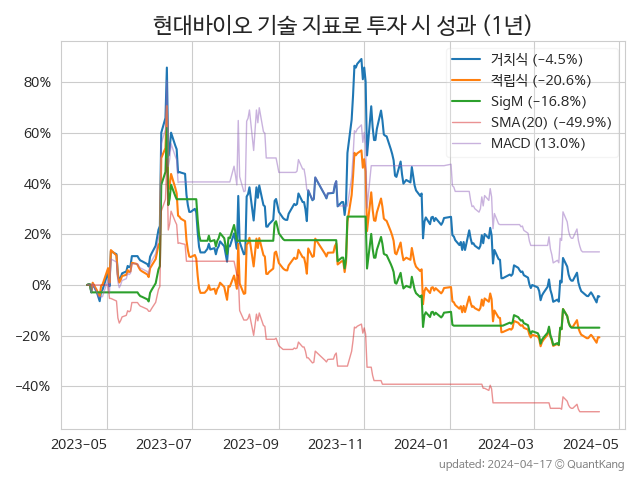 현대바이오 기술 지표로 투자 시 성과 (1년)
거치식 (−4.5%)
적립식 (−20.6%)
SigM (−16.8%)
SMA(20) (−49.9%)
MACD (13.0%)
80%
60%
40%
20%
0%
−20%
−40%
2023-05 2023-07 2023-09 2023-11 2024-01 2024-03 2024-05
updated: 2024-04-17 © QuantKang